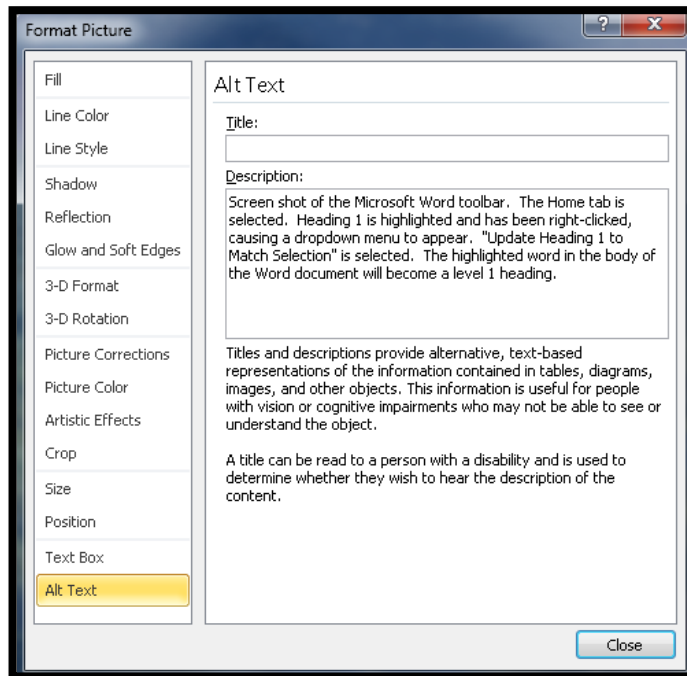 Format Picture
?
X
Fill
Line Color
Line Style
Shadow
Reflection
Glow and Soft Edges
3-D Format
3-D Rotation
Picture Corrections
Picture Color
Artistic Effects
Crop
Size
Position
Text Box
Alt Text
Alt Text
Title:
Description:
Screen shot of the Microsoft Word toolbar.  The Home tab is
selected.  Heading 1 is highlighted and has been right-clicked,
causing a dropdown menu to appear.  "Update Heading 1 to
Match Selection" is selected.  The highlighted word in the body of
the Word document will become a level 1 heading.
Titles and descriptions provide alternative, text-based
representations of the information contained in tables, diagrams,
images, and other objects. This information is useful for people
with vision or cognitive impairments who may not be able to see or
understand the object.
A title can be read to a person with a disability and is used to
determine whether they wish to hear the description of the
content.
Close